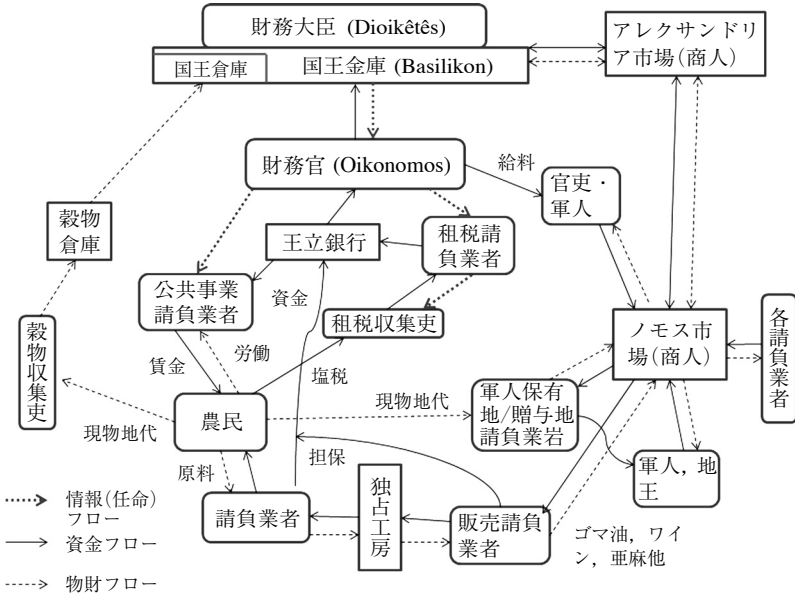 財務大臣 (Dioikêtês)
国王倉庫
国王金庫 (Basilikon)
アレクサンドリ
ア市場(商人)
財務官 (Oikonomos)
給料
官吏・
軍人
穀物
倉庫
王立銀行
租税請
負業者
公共事業
請負業者
資金
租税収集吏
穀物収集吏
賃金
労働
塩税
ノモス市
場(商人)
各請負業者
現物地代
農民
現物地代
軍人保有
地/贈与地
請負業岩
原料
担保
軍人，地
王
請負業者
独占工房
販売請負
業者
ゴマ油，ワイ
ン，亜麻他
情報(任命)
フロー
資金フロー
物財フロー